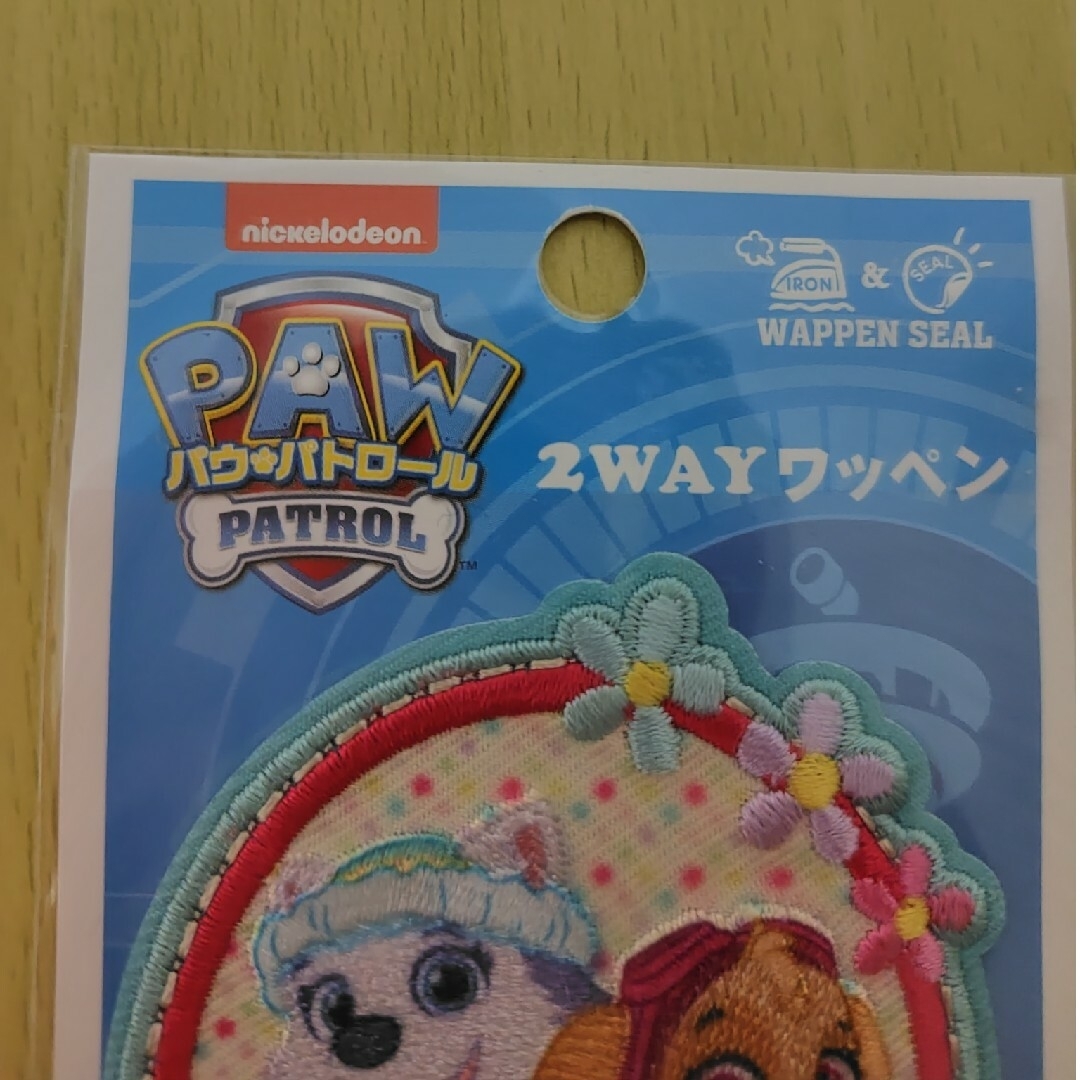 nickelodeon
PAW
パウ・パトロール
PATROL
TM
IRON & SEAL
WAPPEN SEAL
2WAYワッペン